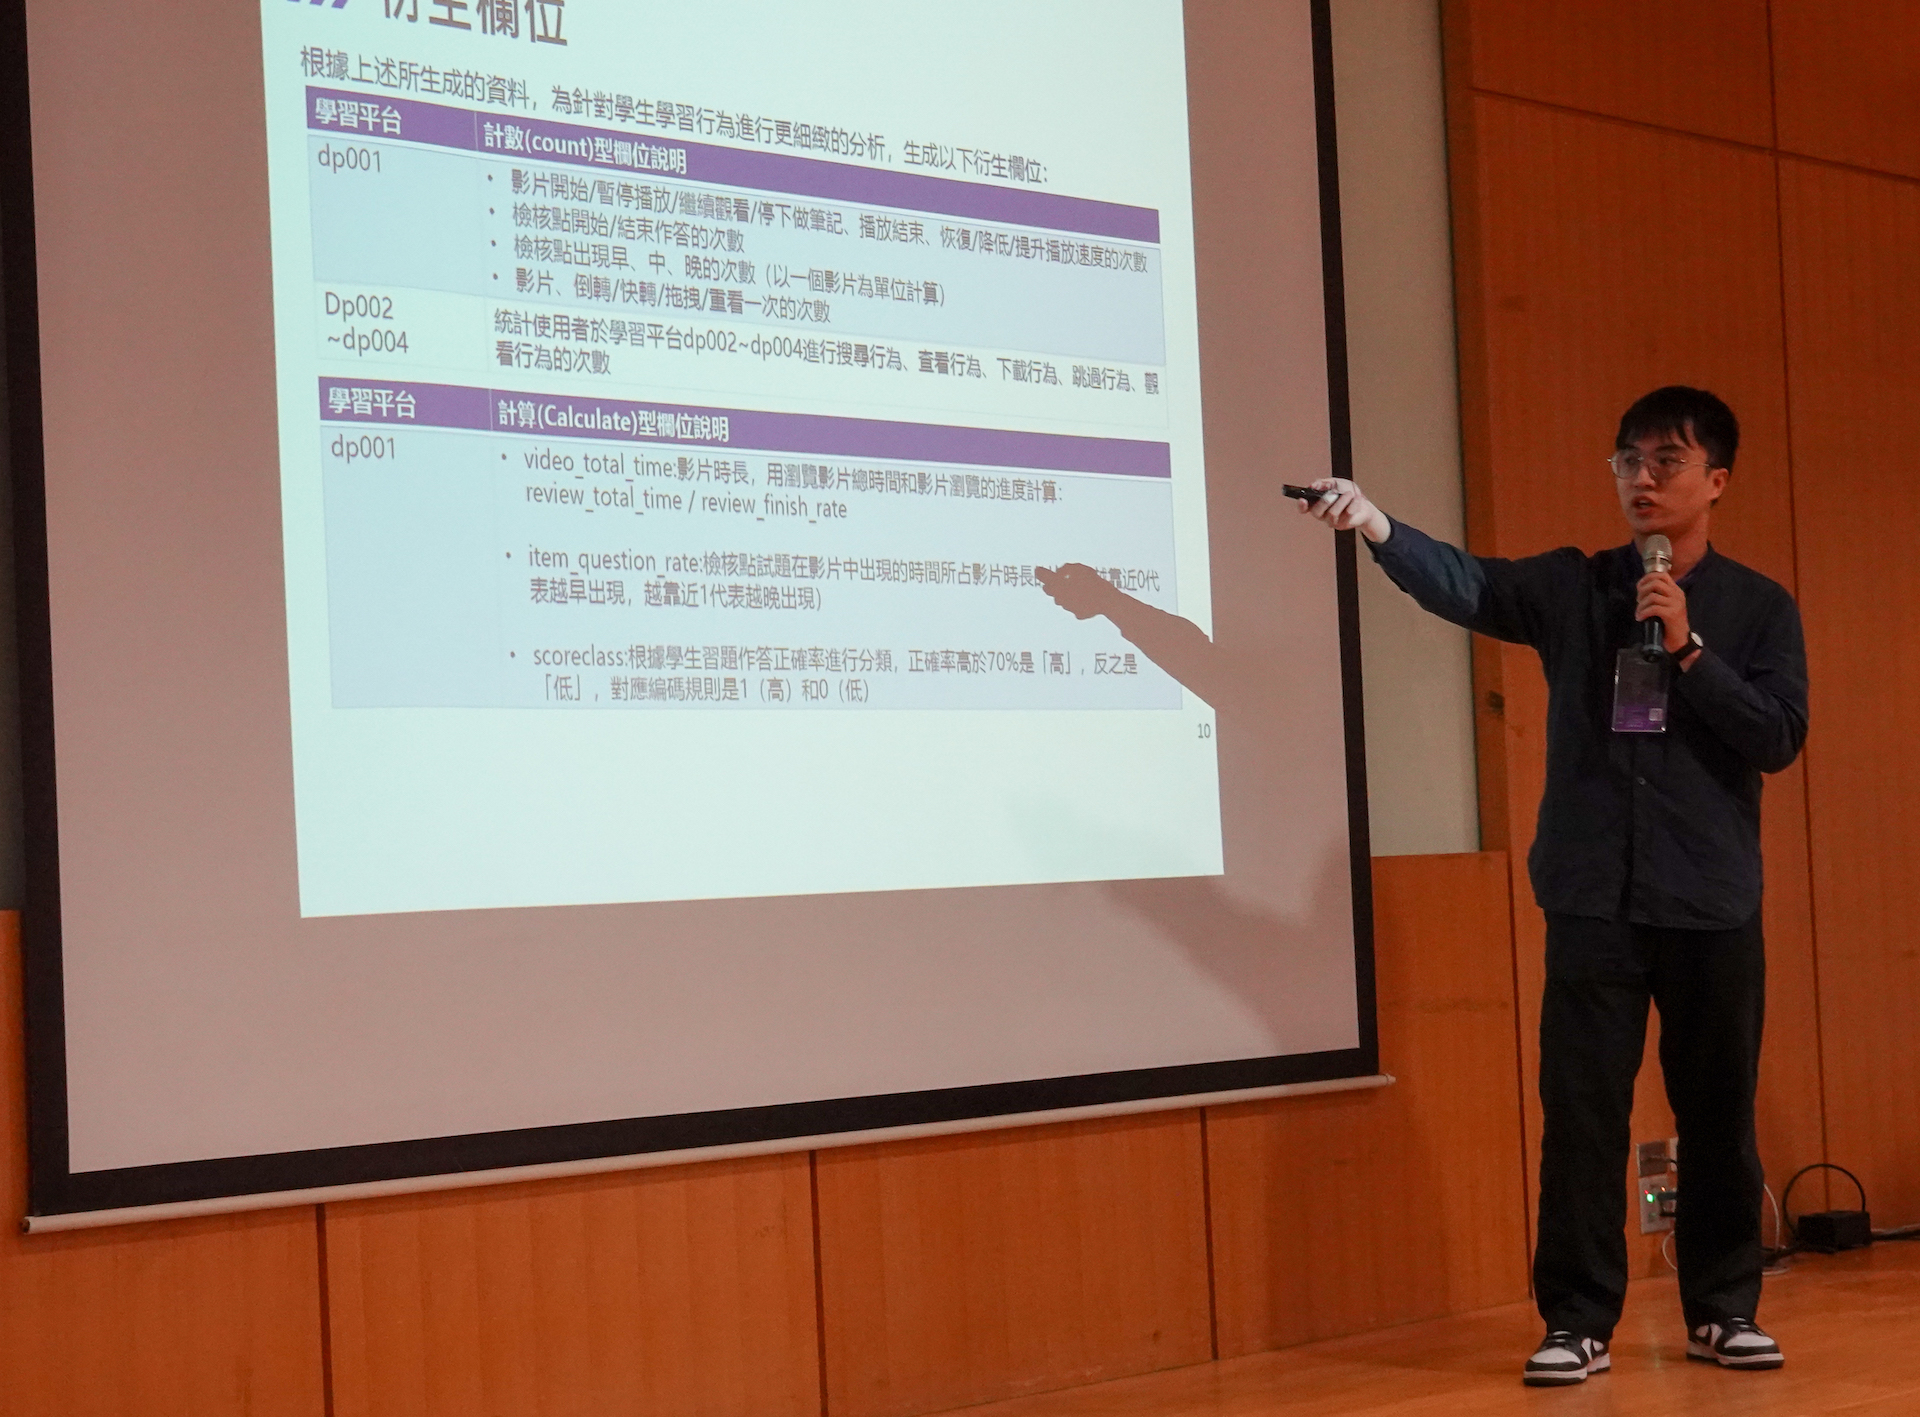 衍生欄位
根據上述所生成的資料，為針對學生學習行為進行更細緻的分析，生成以下衍生欄位：
學習平台 計數(count)型欄位說明
dp001
• 影片開始/暫停播放/繼續觀看/停下做筆記、播放結束、恢復/降低/提升播放速度的次數
• 檢核點開始/結束作答的次數
• 檢核點出現早、中、晚的次數（以一個影片為單位計算）
• 影片、倒轉/快轉/拖拽/重看一次的次數
Dp002
~dp004
統計使用者於學習平台dp002~dp004進行搜尋行為、查看行為、下載行為、跳過行為、觀
看行為的次數
學習平台 計算(Calculate)型欄位說明
dp001
• video_total_time:影片時長，用瀏覽影片總時間和影片瀏覽的進度計算：
review_total_time / review_finish_rate
• item_question_rate:檢核點試題在影片中出現的時間所占影片時長 靠近0代
表越早出現，越靠近1代表越晚出現）
• scoreclass:根據學生習題作答正確率進行分類，正確率高於70%是「高」，反之是
「低」，對應編碼規則是1（高）和0（低）
10